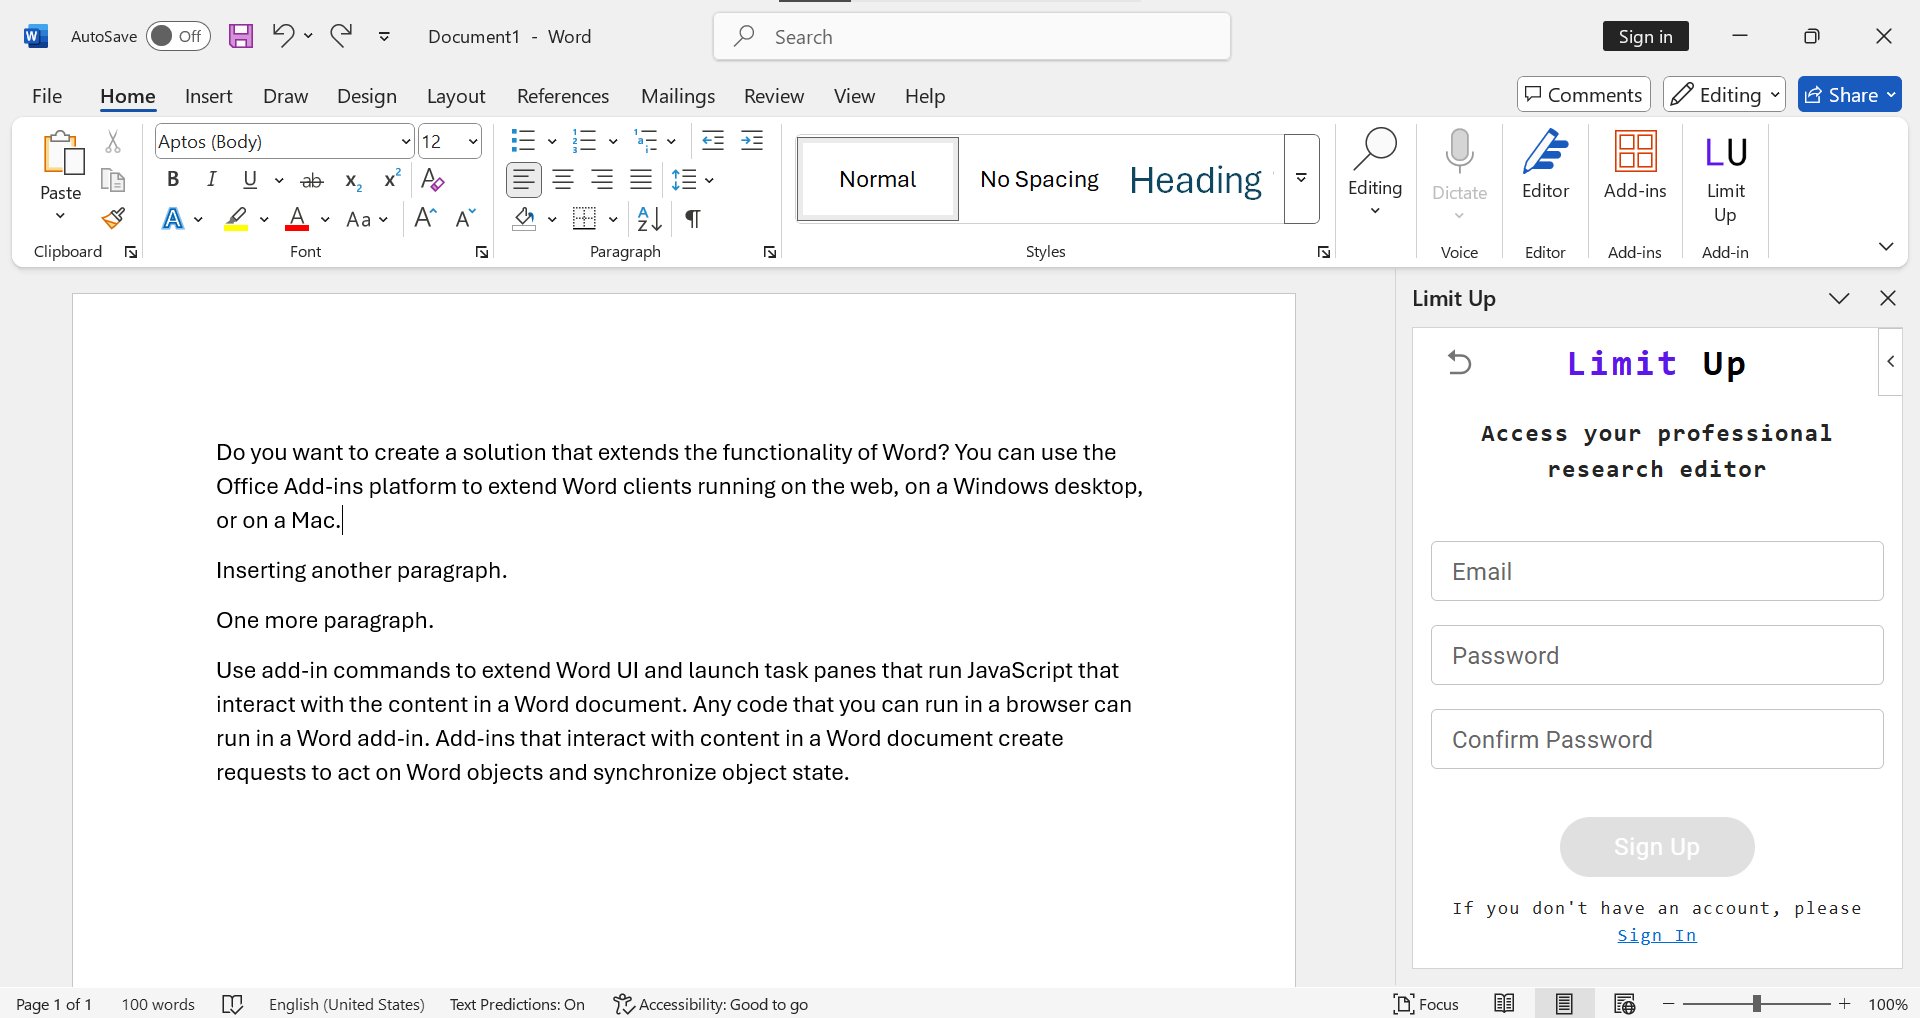 AutoSave Off Document1 - Word Search Sign in
File Home Insert Draw Design Layout References Mailings Review View Help Comments Editing Share
Paste
Clipboard
Aptos (Body) 12
B I U ab x2 x2 A
A A Aa A A
Font
Paragraph
Normal No Spacing Heading
Styles
Editing
Dictate
Voice
Editor
Editor
Add-ins
Add-ins
LU
Limit
Up
Add-in
Do you want to create a solution that extends the functionality of Word? You can use the
Office Add-ins platform to extend Word clients running on the web, on a Windows desktop,
or on a Mac.
Inserting another paragraph.
One more paragraph.
Use add-in commands to extend Word UI and launch task panes that run JavaScript that
interact with the content in a Word document. Any code that you can run in a browser can
run in a Word add-in. Add-ins that interact with content in a Word document create
requests to act on Word objects and synchronize object state.
Limit Up
Limit Up
Access your professional
research editor
Email
Password
Confirm Password
Sign Up
If you don't have an account, please
Sign In
Page 1 of 1 100 words English (United States) Text Predictions: On Accessibility: Good to go Focus 100%